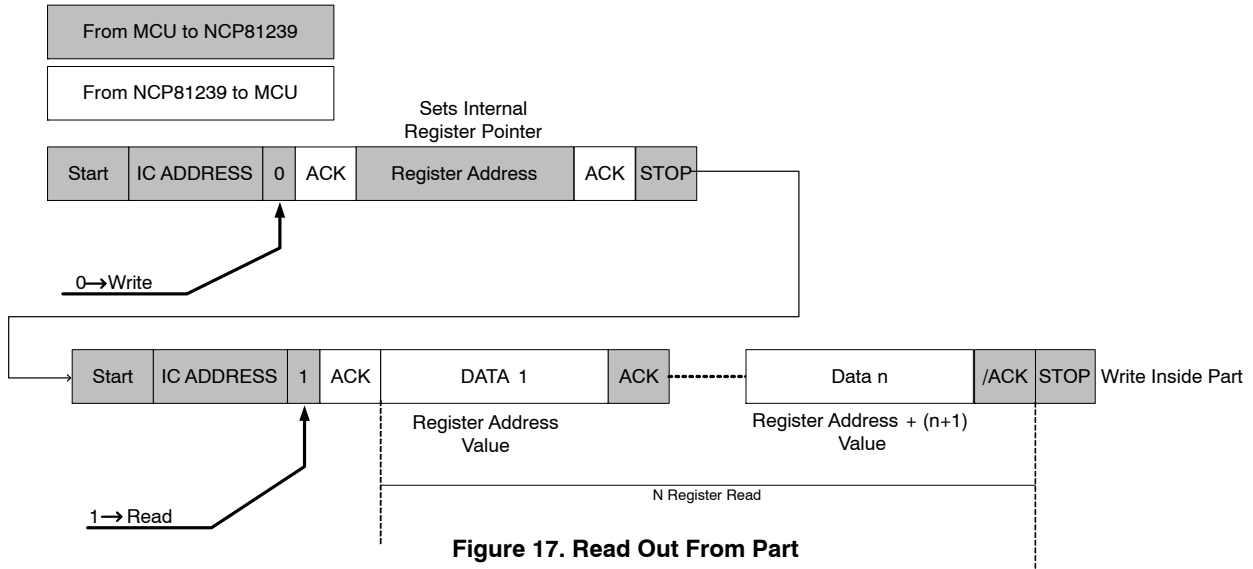 From MCU to NCP81239
From NCP81239 to MCU
Sets Internal
Register Pointer
Start IC ADDRESS 0 ACK Register Address ACK STOP
0→Write
Start IC ADDRESS 1 ACK DATA 1 ACK Data n /ACK STOP Write Inside Part
Register Address
Value
Register Address + (n+1)
Value
N Register Read
1→ Read
Figure 17. Read Out From Part